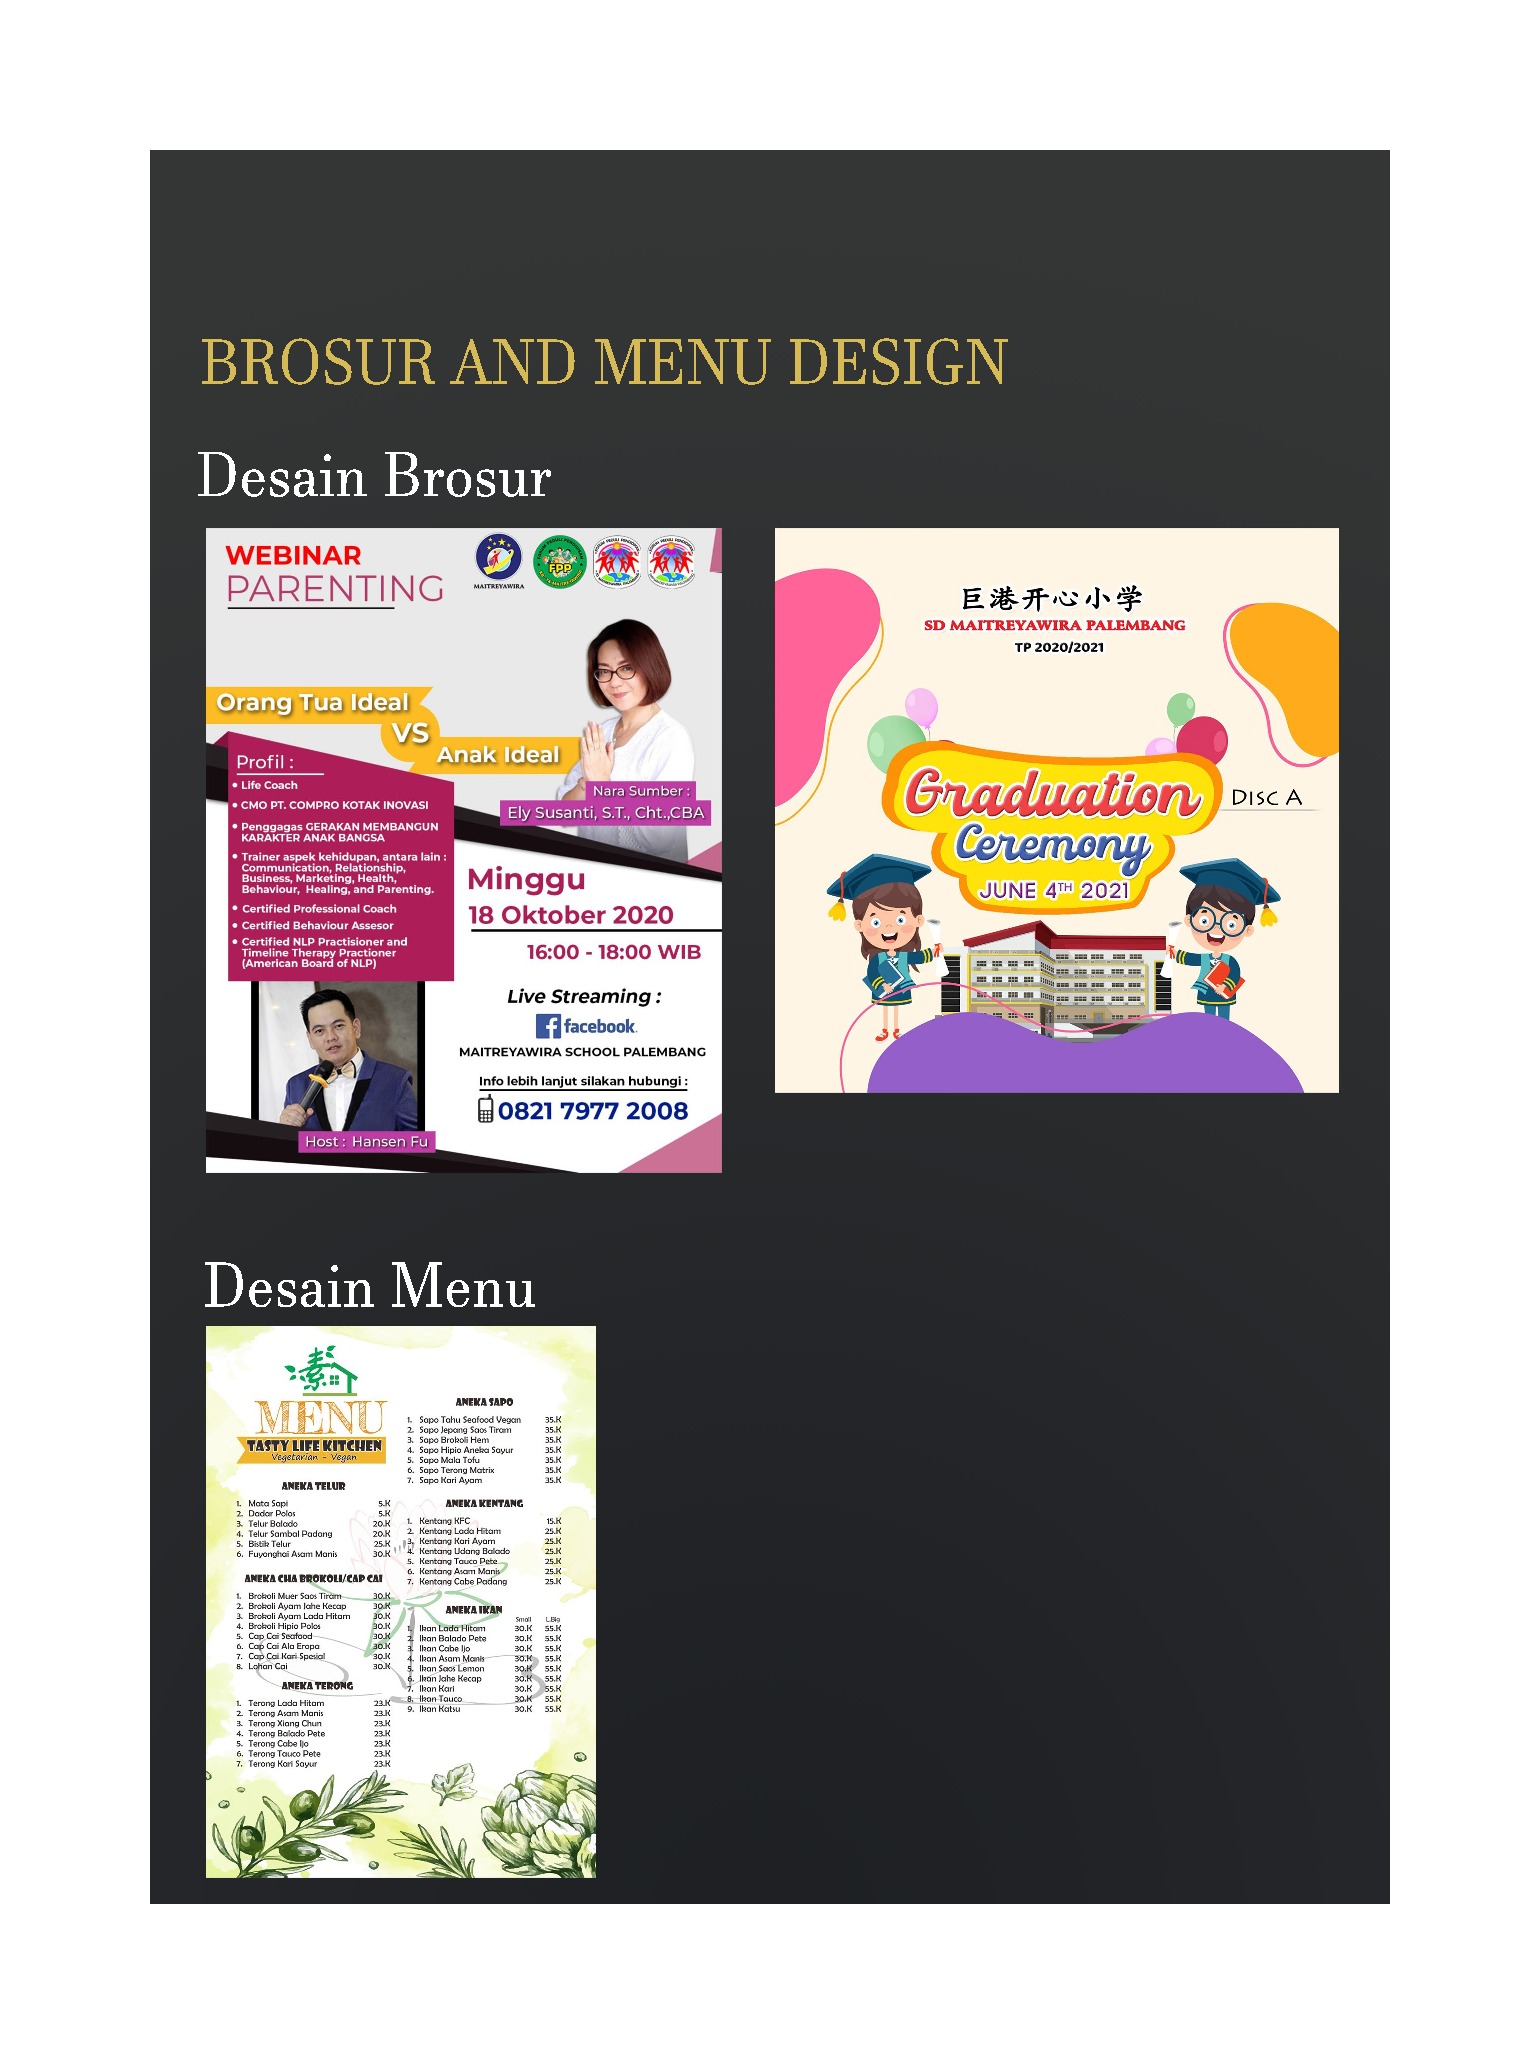 BROSUR AND MENU DESIGN
Desain Brosur
WEBINAR
PARENTING
MAITREYAWIRA
FPP
Orang Tua Ideal
VS
Anak Ideal
Nara Sumber :
Ely Susanti, S.T., Cht.,CBA
Profil :
• Life Coach
• CMO PT. COMPRO KOTAK INOVASI
• Penggagas GERAKAN MEMBANGUN
KARAKTER ANAK BANGSA
• Trainer aspek kehidupan, antara lain :
Communication, Relationship,
Business, Marketing, Health,
Behaviour, Healing, and Parenting.
• Certified Professional Coach
• Certified Behaviour Assesor
• Certified NLP Practisioner and
Timeline Therapy Practioner
(American Board of NLP)
Minggu
18 Oktober 2020
16:00 - 18:00 WIB
Live Streaming :
facebook.
MAITREYAWIRA SCHOOL PALEMBANG
Info lebih lanjut silakan hubungi :
0821 7977 2008
Host : Hansen Fu
巨港开心小学
SD MAITREYAWIRA PALEMBANG
TP 2020/2021
Graduation
Ceremony
JUNE 4TH 2021
DISC A
Desain Menu
素
MENU
TASTY LIFE KITCHEN
Vegetarian - Vegan
ANEKA TELUR
1. Mata Sapi 5.K
2. Dadar Polos 5.K
3. Telur Balado 20.K
4. Telur Sambal Padang 20.K
5. Bistik Telur 25.K
6. Fuyonghai Asam Manis 30.K
ANEKA CHA BROKOLI/CAP CAI
1. Brokoli Muer Saos Tiram 30.K
2. Brokoli Ayam Jahe Kecap 30.K
3. Brokoli Ayam Lada Hitam 30.K
4. Brokoli Hipio Polos 30.K
5. Cap Cai Seafood 30.K
6. Cap Cai Ala Eropa 30.K
7. Cap Cai Kari Spesial 30.K
8. Lohan Cai 30.K
ANEKA TERONG
1. Terong Lada Hitam 23.K
2. Terong Asam Manis 23.K
3. Terong Xiang Chun 23.K
4. Terong Balado Pete 23.K
5. Terong Cabe Ijo 23.K
6. Terong Tauco Pete 23.K
7. Terong Kari Sayur 23.K
ANEKA SAPO
1. Sapo Tahu Seafood Vegan 35.K
2. Sapo Jepang Saos Tiram 35.K
3. Sapo Brokoli Hem 35.K
4. Sapo Hipio Aneka Sayur 35.K
5. Sapo Mala Tofu 35.K
6. Sapo Terong Matrix 35.K
7. Sapo Kari Ayam 35.K
ANEKA KENTANG
1. Kentang KFC 15.K
2. Kentang Lada Hitam 25.K
3. Kentang Kari Ayam 25.K
4. Kentang Udang Balado 25.K
5. Kentang Tauco Pete 25.K
6. Kentang Asam Manis 25.K
7. Kentang Cabe Padang 25.K
ANEKA IKAN
Small L.Big
1. Ikan Lada Hitam 30.K 55.K
2. Ikan Balado Pete 30.K 55.K
3. Ikan Cabe Ijo 30.K 55.K
4. Ikan Asam Manis 30.K 55.K
5. Ikan Saos Lemon 30.K 55.K
6. Ikan Jahe Kecap 30.K 55.K
7. Ikan Kari 30.K 55.K
8. Ikan Tauco 30.K 55.K
9. Ikan Katsu 30.K 55.K